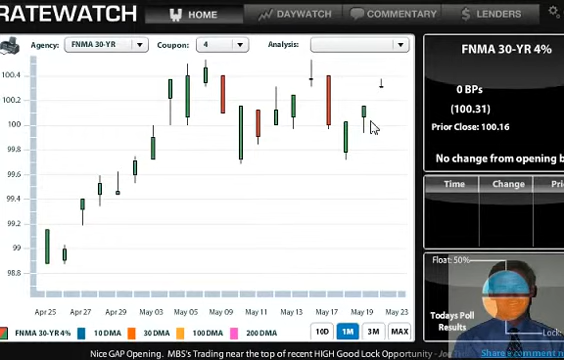 RATEWATCH
HOME
DAYWATCH
COMMENTARY
LENDERS
Agency:
FNMA 30-YR
Coupon:
4
Analysis:
100.4
100.2
100
99.8
99.6
99.4
99.2
99
98.8
Apr 25
Apr 27
Apr 29
May 03
May 05
May 09
May 11
May 13
May 17
May 19
May 23
FNMA 30-YR 4%
10 DMA
30 DMA
100 DMA
200 DMA
10D
1M
3M
MAX
FNMA 30-YR 4%
0 BPs
(100.31)
Prior Close: 100.16
No change from opening b
Time
Change
Pri
Float: 50%
Todays Poll
Results
Lock:
Share a comment
Nice GAP Opening. MBS's Trading near the top of recent HIGH Good Lock Opportunity - Joe